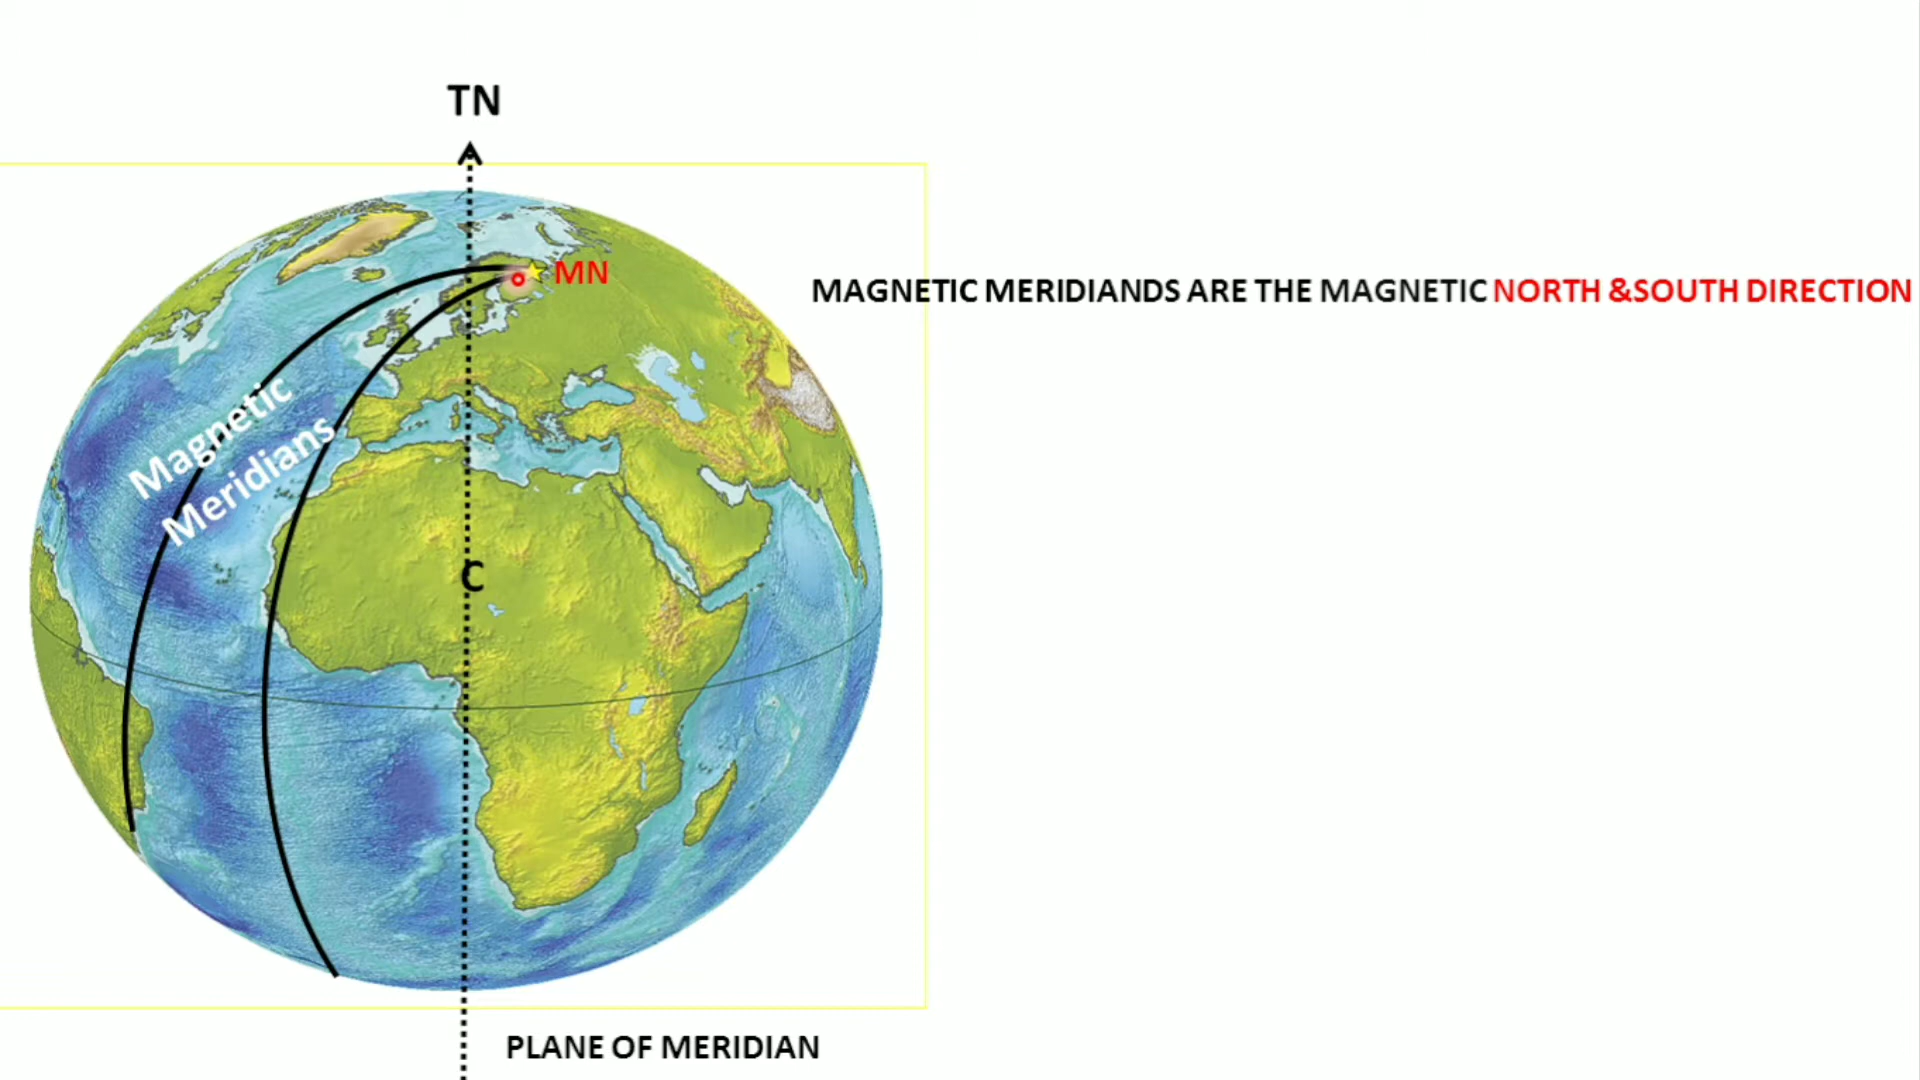 TN
MN
MAGNETIC MERIDIANDS ARE THE MAGNETIC NORTH &SOUTH DIRECTION
Magnetic
Meridians
C
PLANE OF MERIDIAN